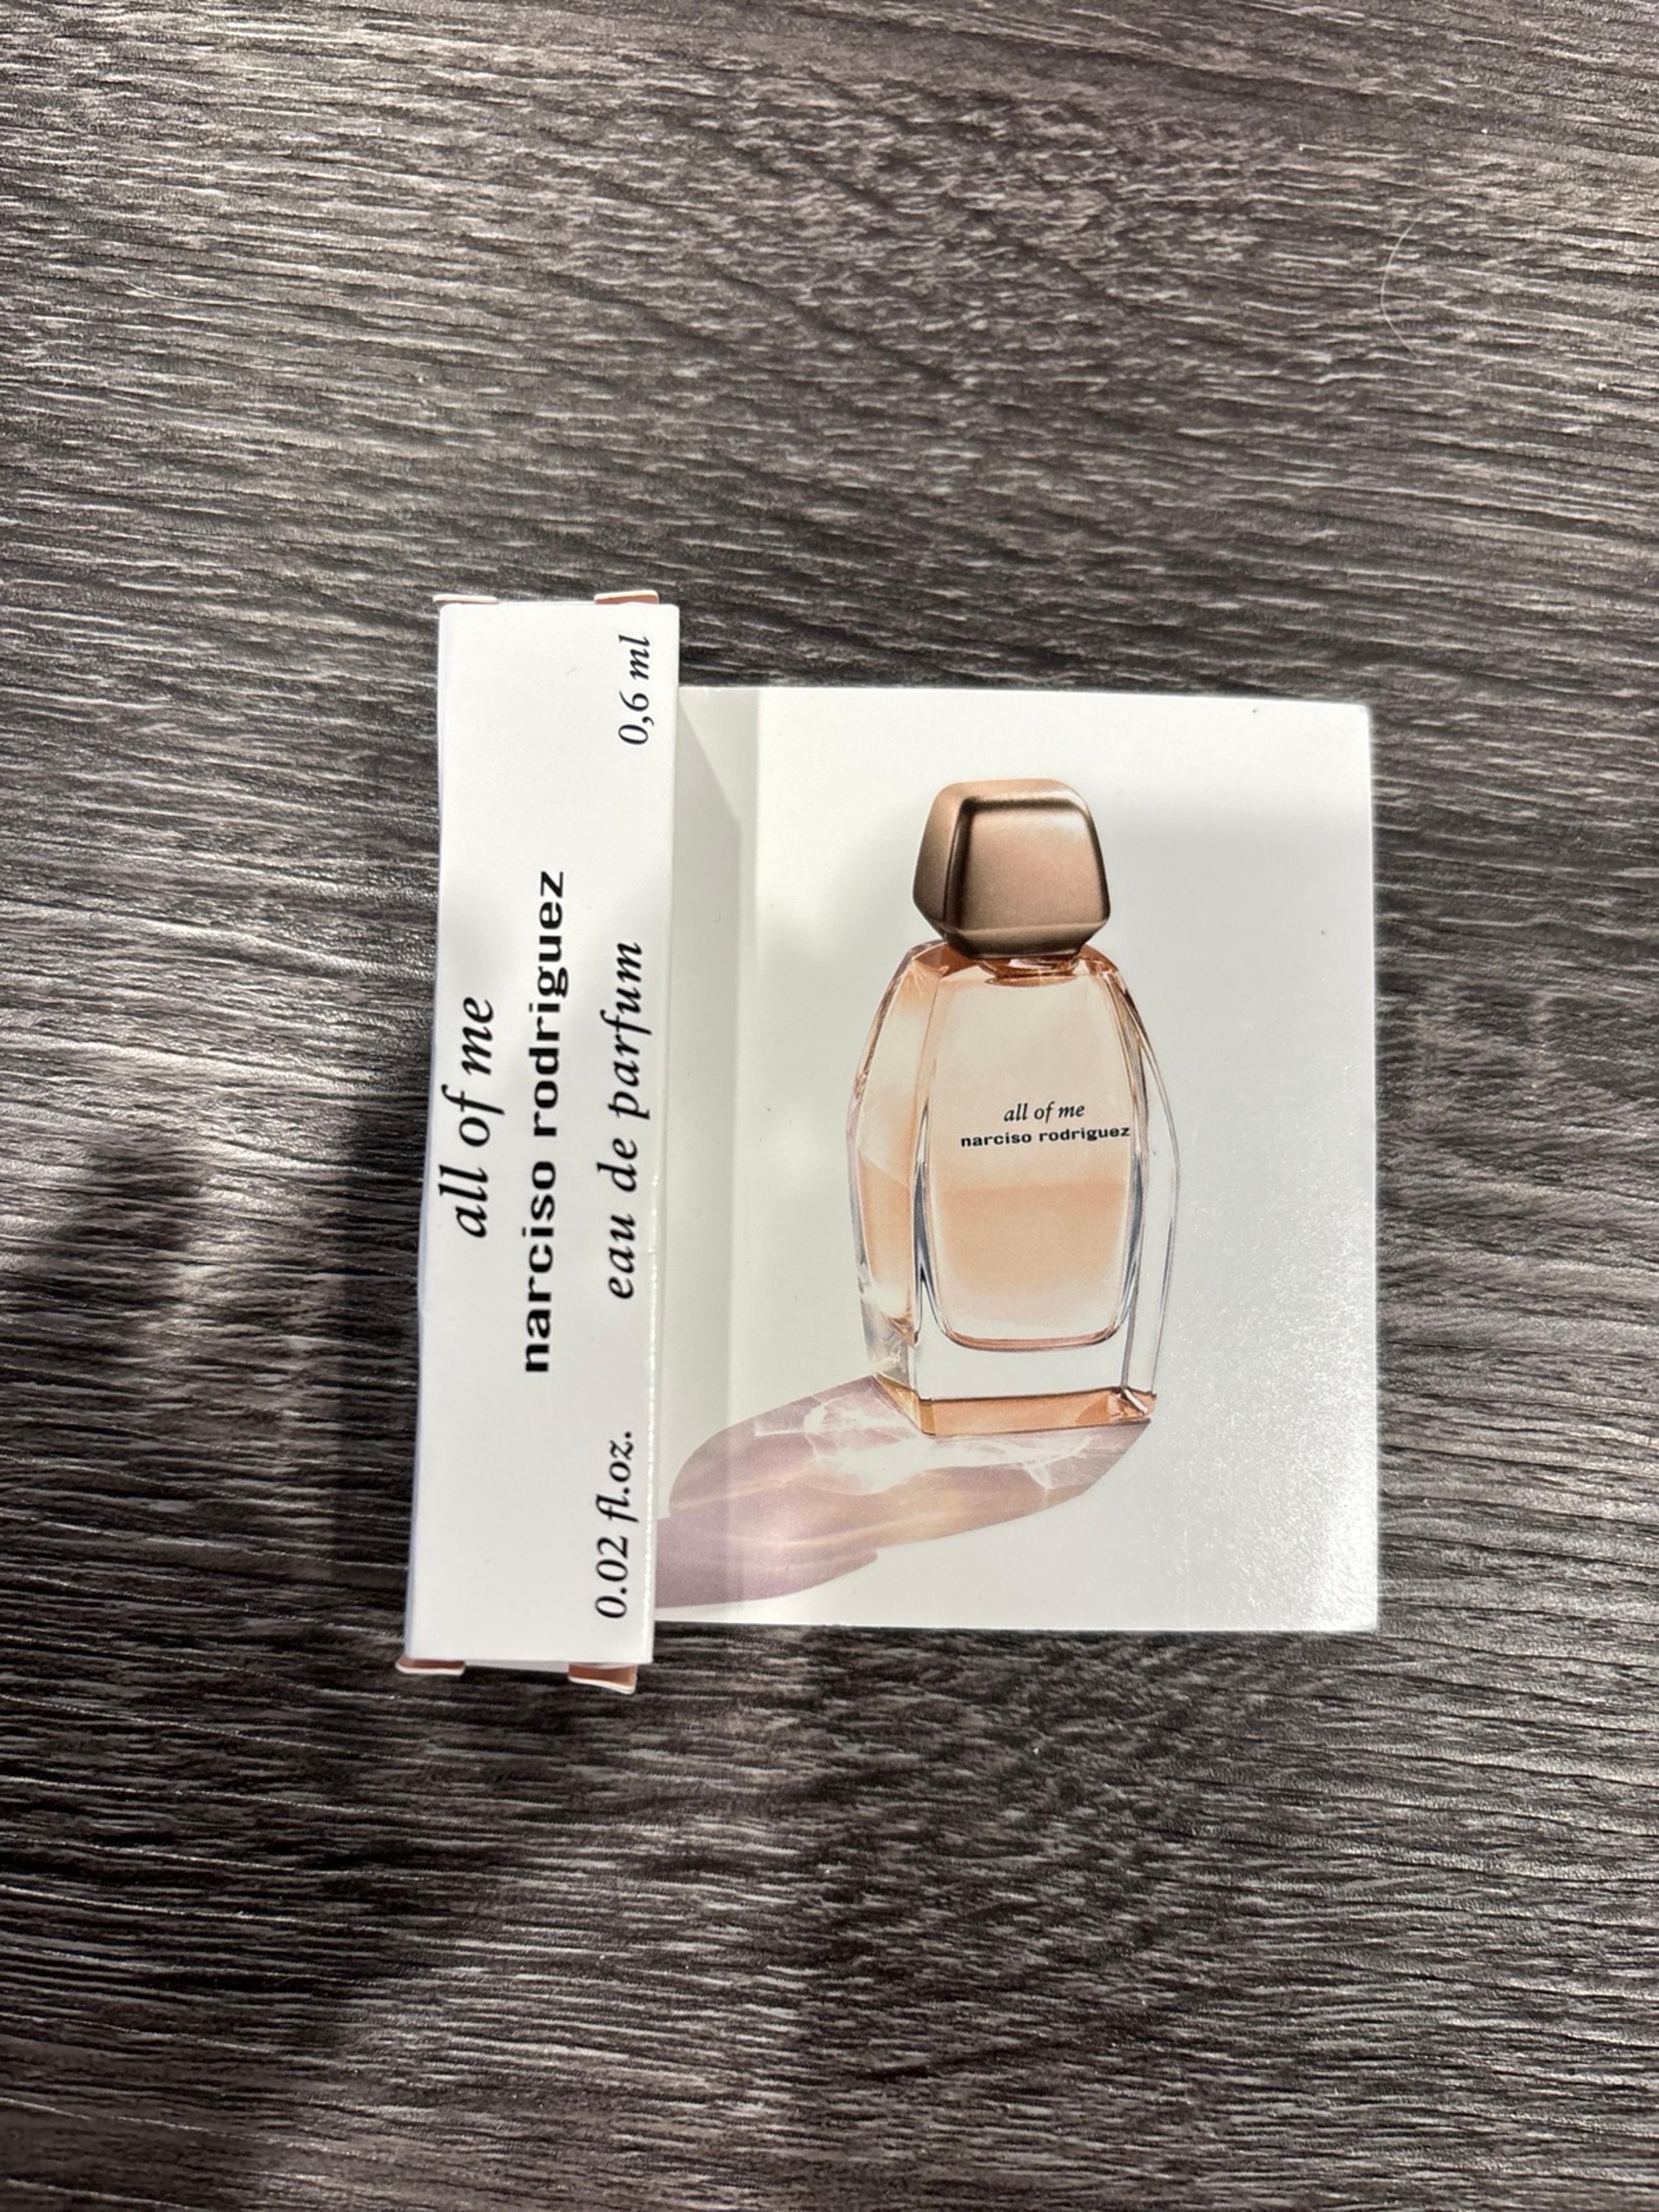 all of me
narciso rodriguez
0.02 fl.oz. eau de parfum 0,6 ml
all of me
narciso rodriguez